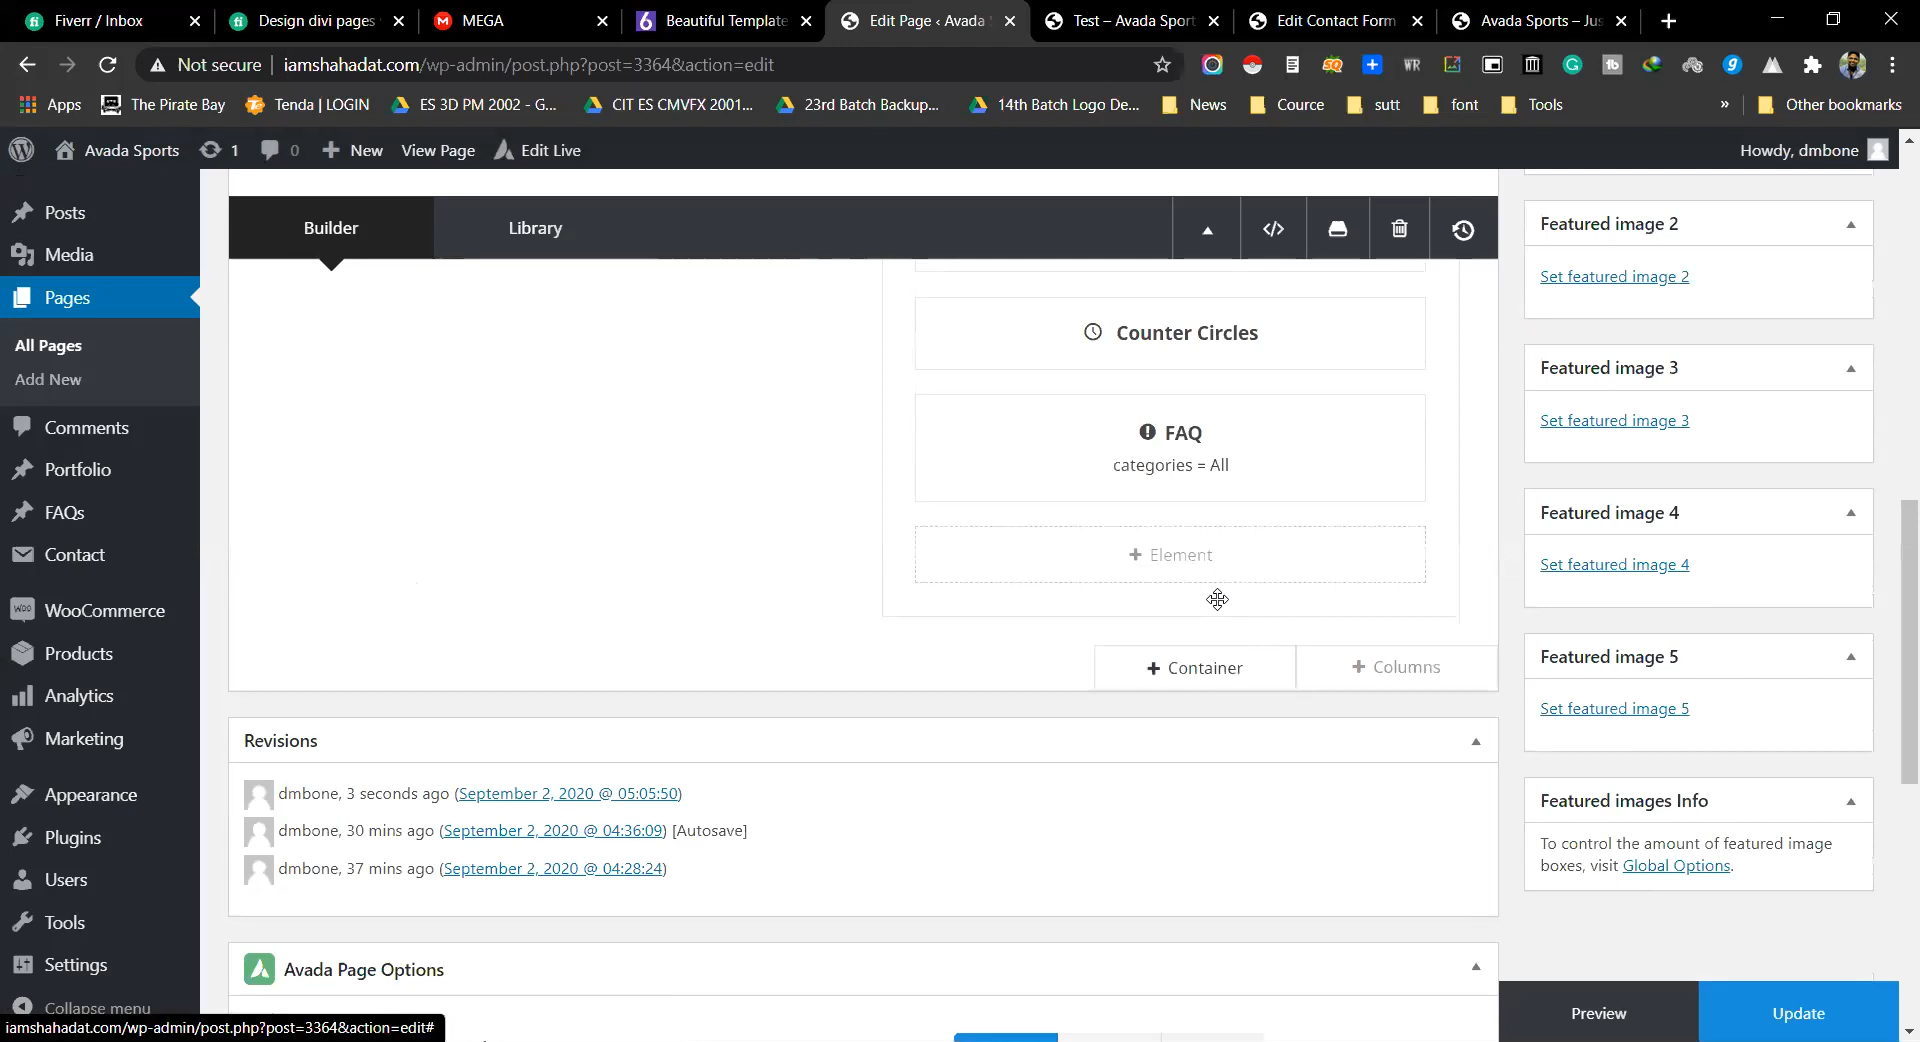 Fiverr / Inbox
Design divi pages
MEGA
Beautiful Template
Edit Page ‹ Avada
Test – Avada Sport
Edit Contact Form
Avada Sports – Jus
Not secure
iamshahadat.com/wp-admin/post.php?post=3364&action=edit
Apps
The Pirate Bay
Tenda | LOGIN
ES 3D PM 2002 - G...
CIT ES CMVFX 2001...
23rd Batch Backup...
14th Batch Logo De...
News
Cource
sutt
font
Tools
»
Other bookmarks
Avada Sports
1
0
New
View Page
Edit Live
Howdy, dmbone
Posts
Media
Pages
All Pages
Add New
Comments
Portfolio
FAQs
Contact
WooCommerce
Products
Analytics
Marketing
Appearance
Plugins
Users
Tools
Settings
Collapse menu
iamshahadat.com/wp-admin/post.php?post=3364&action=edit#
Builder
Library
Counter Circles
FAQ
categories = All
+ Element
+ Container
+ Columns
Revisions
dmbone, 3 seconds ago (September 2, 2020 @ 05:05:50)
dmbone, 30 mins ago (September 2, 2020 @ 04:36:09) [Autosave]
dmbone, 37 mins ago (September 2, 2020 @ 04:28:24)
Avada Page Options
Featured image 2
Set featured image 2
Featured image 3
Set featured image 3
Featured image 4
Set featured image 4
Featured image 5
Set featured image 5
Featured images Info
To control the amount of featured image
boxes, visit Global Options.
Preview
Update